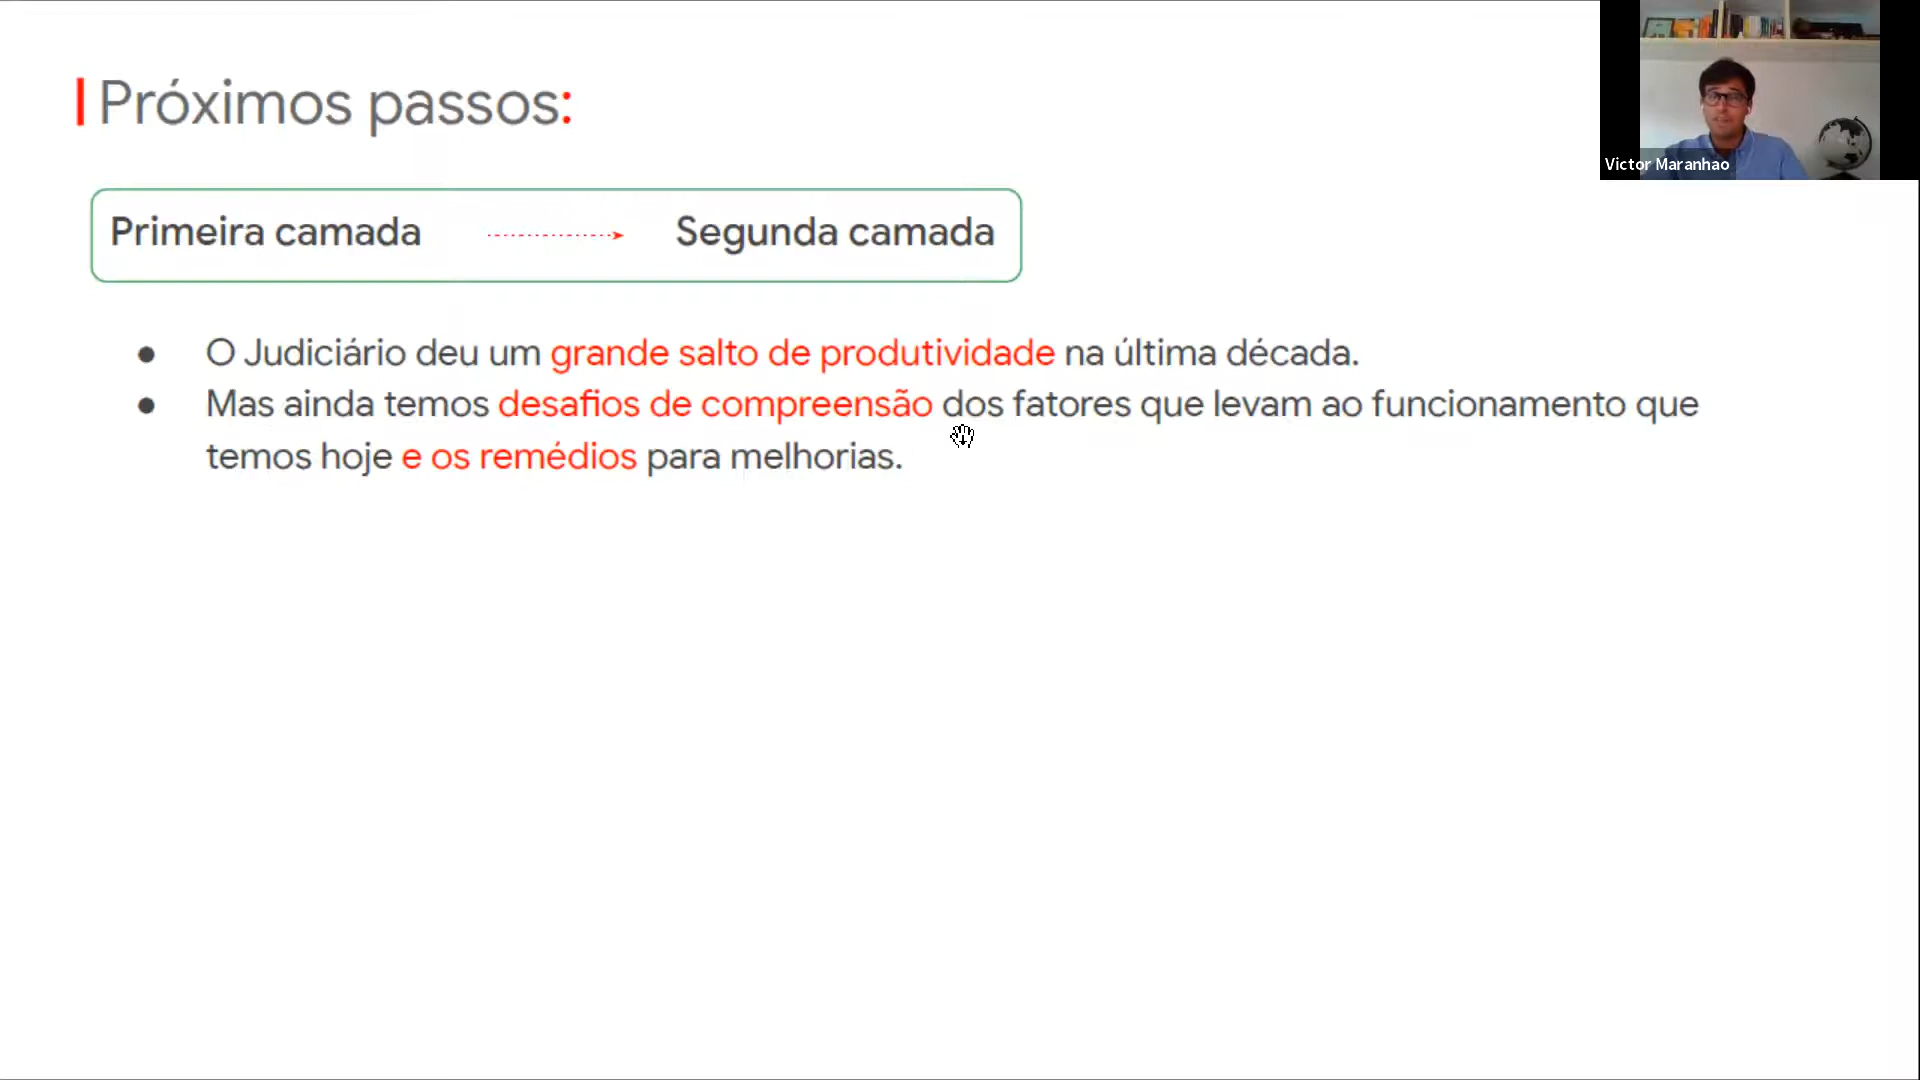 Próximos passos:
Victor Maranhao
Primeira camada Segunda camada
● O Judiciário deu um grande salto de produtividade na última década.
● Mas ainda temos desafios de compreensão dos fatores que levam ao funcionamento que
temos hoje e os remédios para melhorias.